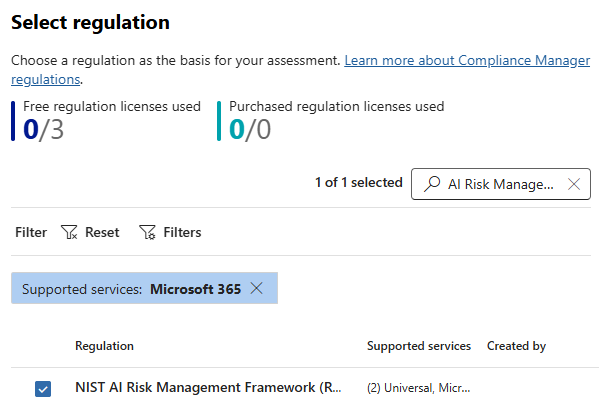 Select regulation
Choose a regulation as the basis for your assessment. Learn more about Compliance Manager
regulations.
Free regulation licenses used
0/3
Purchased regulation licenses used
0/0
1 of 1 selected
AI Risk Manage...
Filter Reset Filters
Supported services: Microsoft 365
Regulation Supported services Created by
NIST AI Risk Management Framework (R... (2) Universal, Micr...